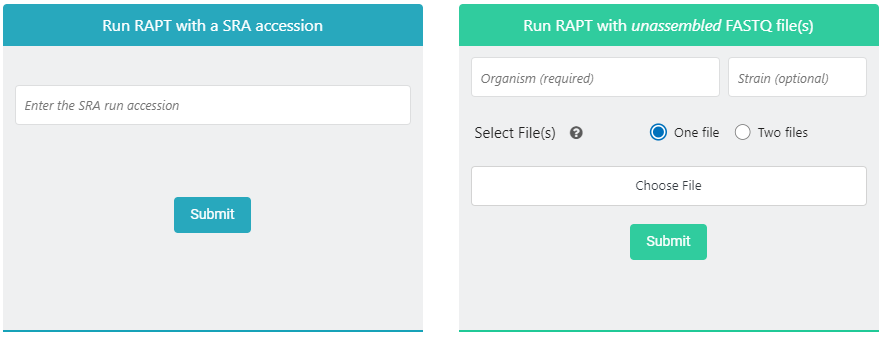 Run RAPT with a SRA accession
Enter the SRA run accession
Submit
Run RAPT with unassembled FASTQ file(s)
Organism (required) Strain (optional)
Select File(s) ? One file Two files
Choose File
Submit